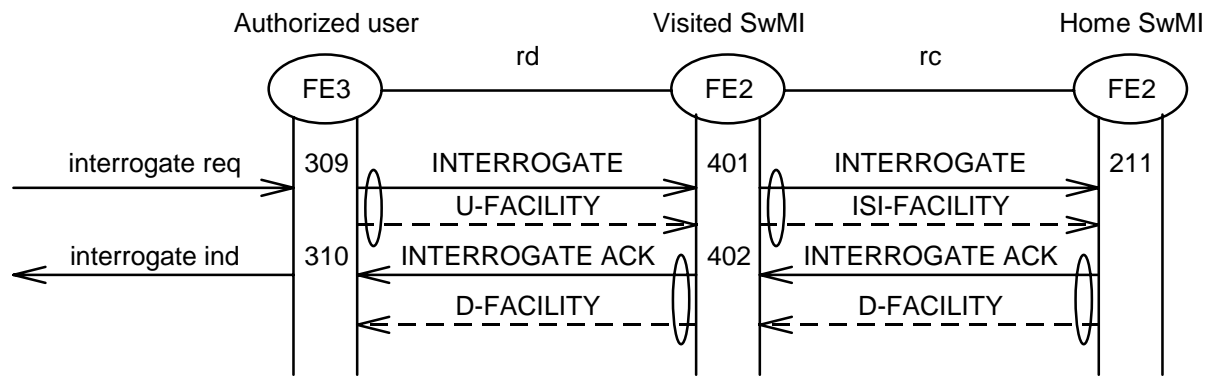 Authorized user Visited SwMI Home SwMI
rd rc
FE3 FE2 FE2
interrogate req 309 INTERROGATE 401 INTERROGATE 211
U-FACILITY ISI-FACILITY
interrogate ind 310 INTERROGATE ACK 402 INTERROGATE ACK
D-FACILITY D-FACILITY